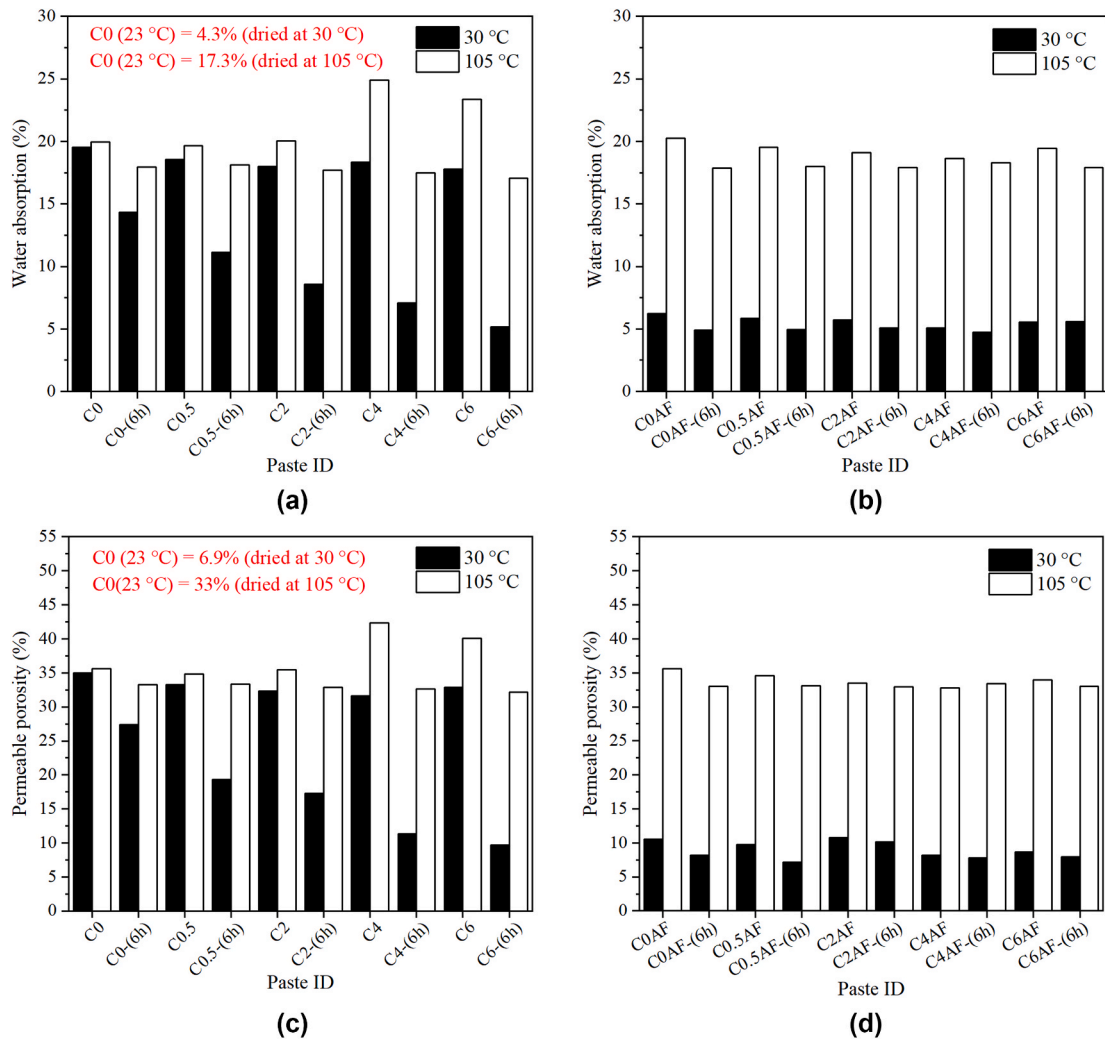 C0 (23 °C) = 4.3% (dried at 30 °C)
C0 (23 °C) = 17.3% (dried at 105 °C)
30 °C
105 °C
Water absorption (%)
30
25
20
15
10
5
0
C0
C0-(6h)
C0.5
C0.5-(6h)
C2
C2-(6h)
C4
C4-(6h)
C6
C6-(6h)
Paste ID
(a)
30 °C
105 °C
Water absorption (%)
30
25
20
15
10
5
0
C0AF
C0AF-(6h)
C0.5AF
C0.5AF-(6h)
C2AF
C2AF-(6h)
C4AF
C4AF-(6h)
C6AF
C6AF-(6h)
Paste ID
(b)
C0 (23 °C) = 6.9% (dried at 30 °C)
C0(23 °C) = 33% (dried at 105 °C)
30 °C
105 °C
Permeable porosity (%)
55
50
45
40
35
30
25
20
15
10
5
0
C0
C0-(6h)
C0.5
C0.5-(6h)
C2
C2-(6h)
C4
C4-(6h)
C6
C6-(6h)
Paste ID
(c)
30 °C
105 °C
Permeable porosity (%)
55
50
45
40
35
30
25
20
15
10
5
0
C0AF
C0AF-(6h)
C0.5AF
C0.5AF-(6h)
C2AF
C2AF-(6h)
C4AF
C4AF-(6h)
C6AF
C6AF-(6h)
Paste ID
(d)